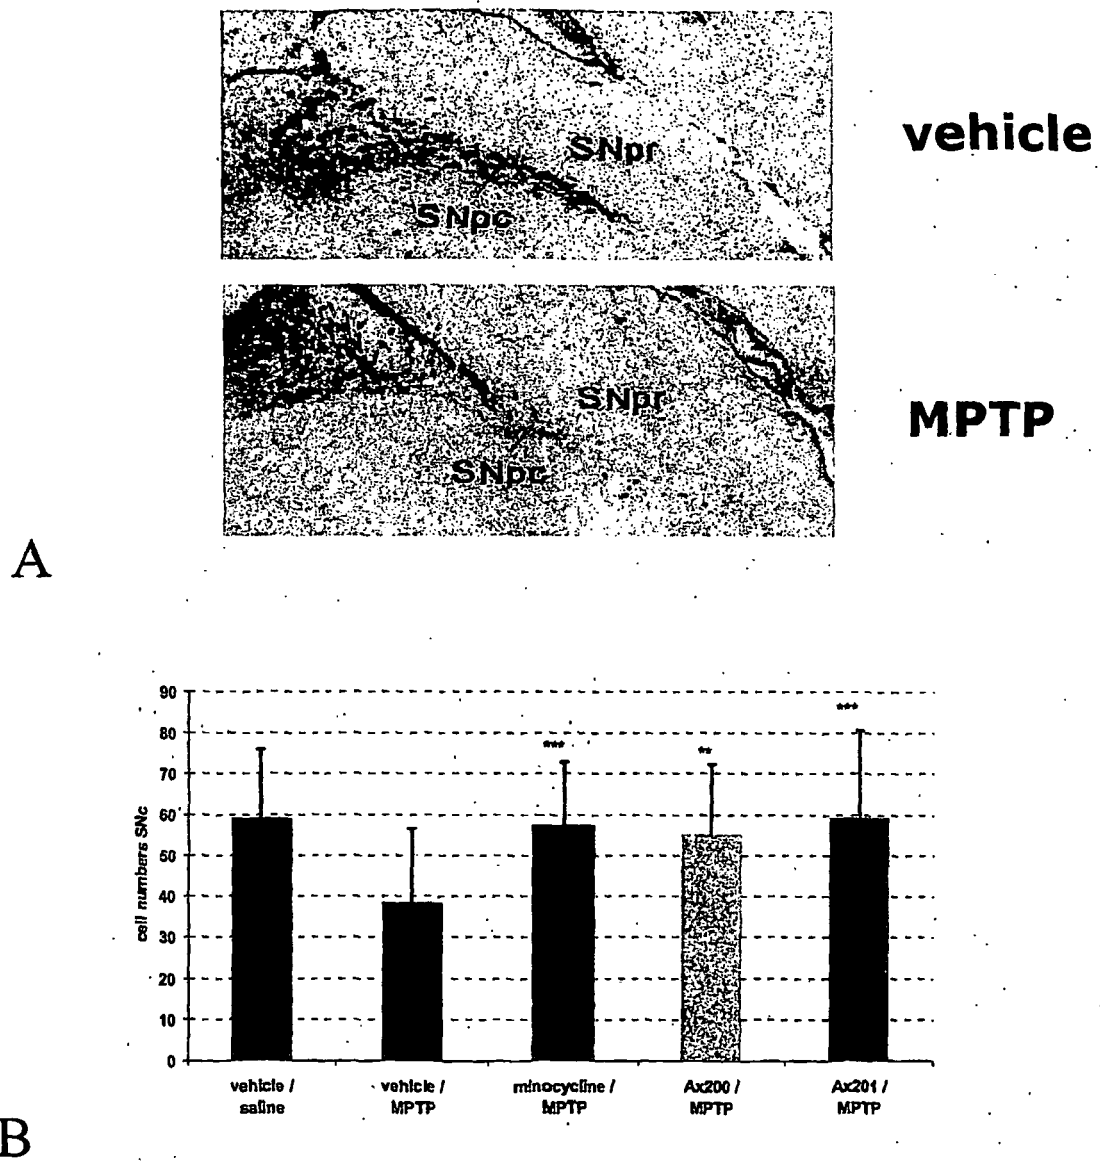 SNpr
SNpc
vehicle
SNpr
SNpc
MPTP
A
90
80
70
60
50
40
30
20
10
0
cell numbers SNc
***
**
***
vehicle / saline
vehicle / MPTP
minocycline / MPTP
Ax200 / MPTP
Ax201 / MPTP
B